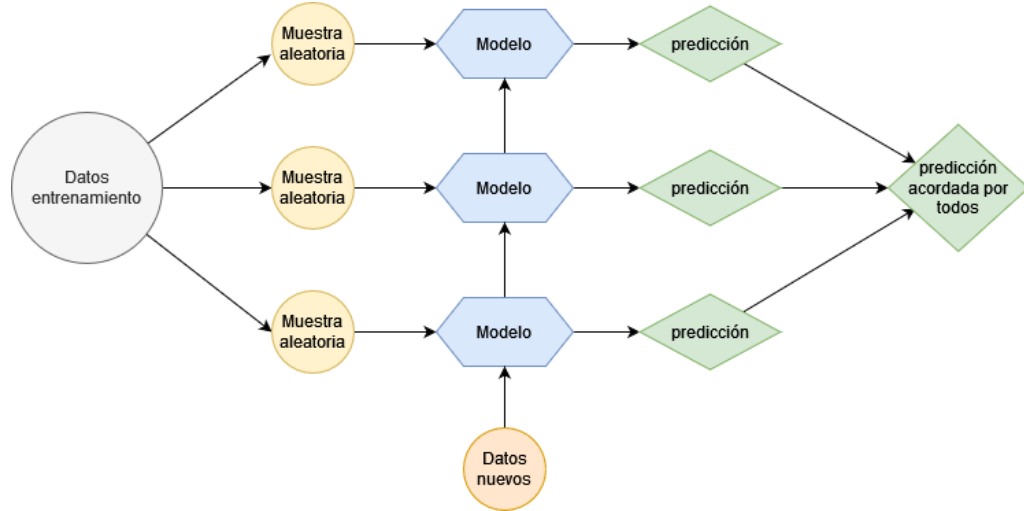 Muestra
aleatoria
Modelo
predicción
Datos
entrenamiento
Muestra
aleatoria
Modelo
predicción
predicción
acordada por
todos
Muestra
aleatoria
Modelo
predicción
Datos
nuevos